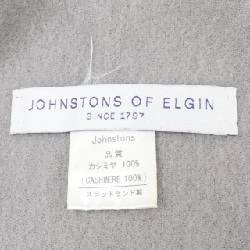 JOHNSTONS OF ELGIN
SINCE 1797
Johnstons
品質
カシミヤ 100%
(CASHMERE 100%)
スコットランド製